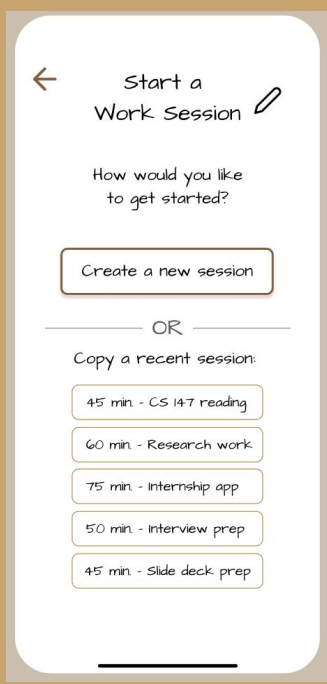 Start a
Work Session
How would you like
to get started?
Create a new session
OR
Copy a recent session:
45 min. - CS 147 reading
60 min. - Research work
75 min. - Internship app
50 min. - Interview prep
45 min. - Slide deck prep